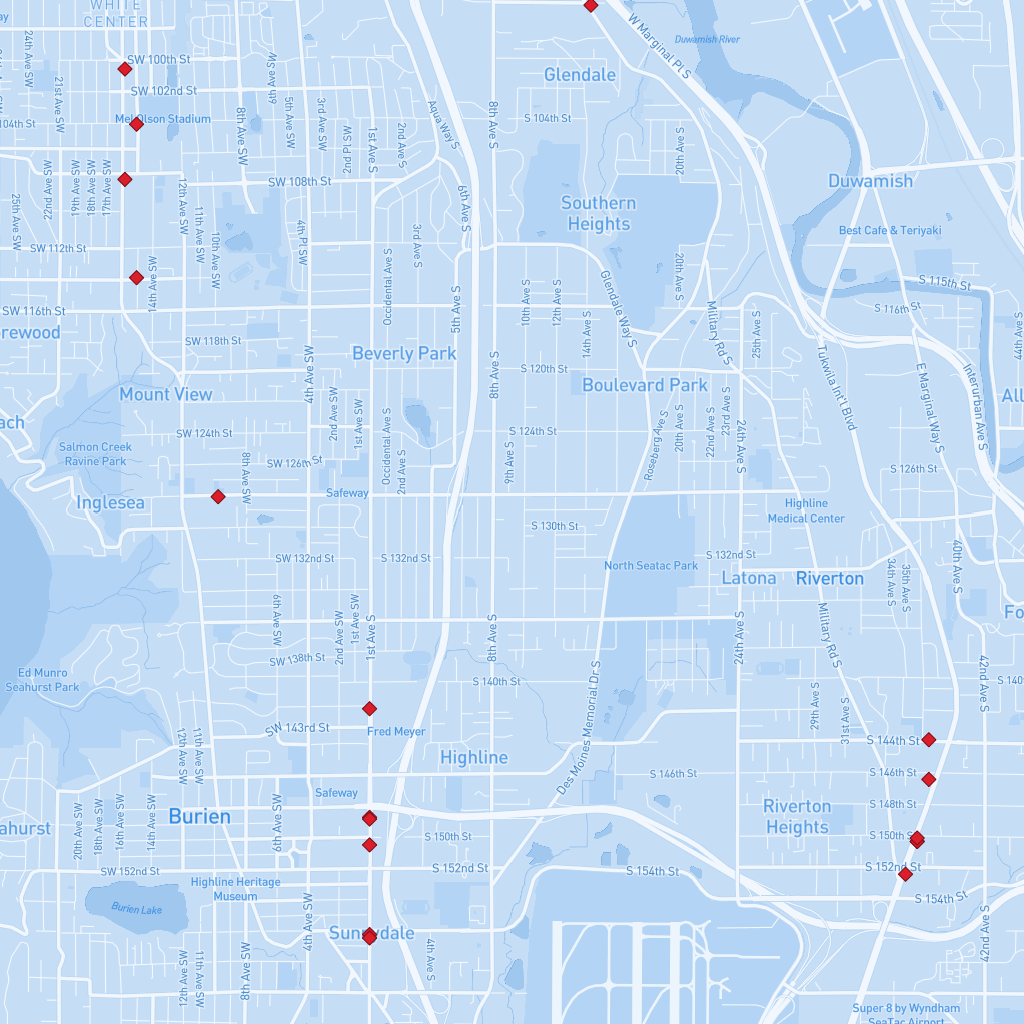 WHITE
CENTER
W Marginal Pl S
Duwamish River
24th Ave SW
21st Ave SW
SW 100th St
Glendale
SW 102nd St
8th Ave SW
5th Ave SW
3rd Ave SW
2nd Pl SW
1st Ave S
2nd Ave S
Aqua Way S
8th Ave S
S 104th St
20th Ave S
104th St
Mel Olson Stadium
25th Ave SW
22nd Ave SW
19th Ave SW
18th Ave SW
17th Ave SW
12th Ave SW
11th Ave SW
10th Ave SW
SW 108th St
6th Ave S
Duwamish
Southern
Heights
4th Pl SW
3rd Ave S
Best Cafe & Teriyaki
SW 112th St
14th Ave SW
Occidental Ave S
5th Ave S
10th Ave S
12th Ave S
14th Ave S
Glendale Way S
20th Ave S
Military Rd S
25th Ave S
S 115th St
S 116th St
44th Ave S
SW 116th St
orewood
SW 118th St
Beverly Park
8th Ave S
S 120th St
Boulevard Park
Tukwila Int'l Blvd
E Marginal Way S
Interurban Ave S
4th Ave SW
2nd Ave SW
1st Ave SW
Occidental Ave S
2nd Ave S
Mount View
SW 124th St
S 124th St
9th Ave S
Roseberg Ave S
20th Ave S
22nd Ave S
23rd Ave S
24th Ave S
Salmon Creek
Ravine Park
8th Ave SW
SW 126th St
S 126th St
Inglesea
Safeway
Highline
Medical Center
S 130th St
SW 132nd St
S 132nd St
S 132nd St
North Seatac Park
Latona
Riverton
34th Ave S
35th Ave S
40th Ave S
6th Ave SW
2nd Ave SW
1st Ave SW
1st Ave S
8th Ave S
24th Ave S
Military Rd S
SW 138th St
Ed Munro
Seahurst Park
S 140th St
29th Ave S
31st Ave S
42nd Ave S
S 140
Des Moines Memorial Dr S
12th Ave SW
11th Ave SW
SW 143rd St
Fred Meyer
S 144th St
Highline
S 146th St
S 146th St
Safeway
S 148th St
Burien
Riverton
Heights
20th Ave SW
18th Ave SW
16th Ave SW
14th Ave SW
6th Ave SW
ahurst
S 150th St
S 150th St
SW 152nd St
S 152nd St
S 152nd St
Highline Heritage
Museum
S 154th St
S 154th St
Burien Lake
4th Ave SW
Sunnydale
4th Ave S
42nd Ave S
12th Ave SW
11th Ave SW
8th Ave SW
Super 8 by Wyndham
SeaTac Airport